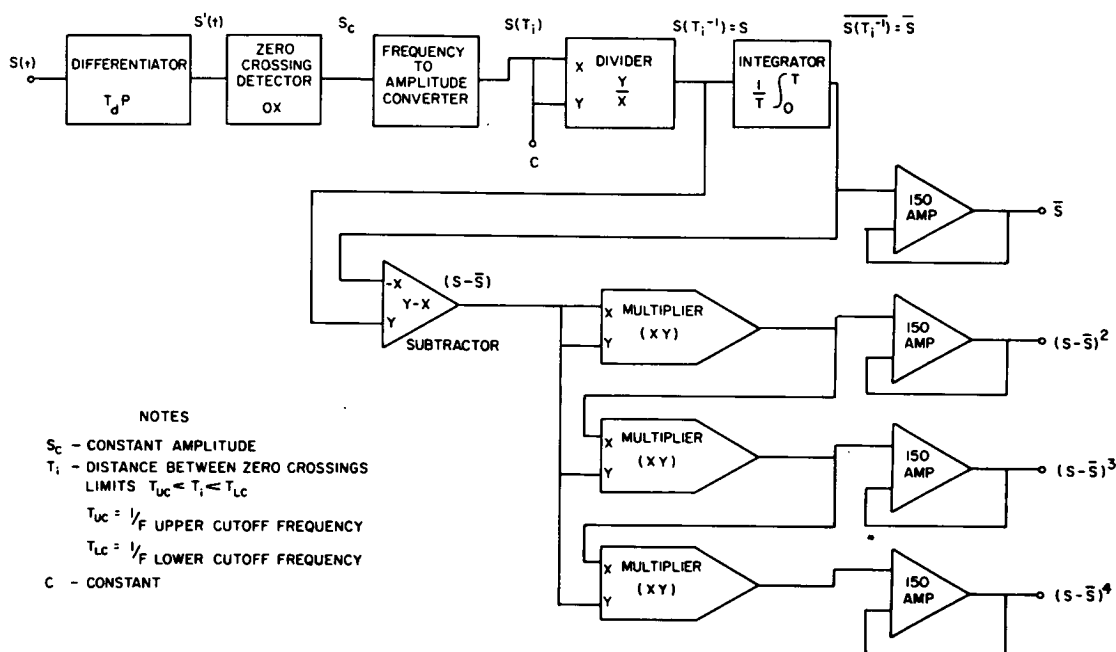 S(t)
DIFFERENTIATOR
T_d P
S'(t)
ZERO
CROSSING
DETECTOR
OX
S_C
FREQUENCY
TO
AMPLITUDE
CONVERTER
S(T_i)
C
X
Y
DIVIDER
Y/X
S(T_i^-1) = S
INTEGRATOR
1/T ∫_0^T
\overline{S(T_i^-1)} = S̄
150
AMP
S̄
-X
Y-X
Y
SUBTRACTOR
(S-S̄)
X
Y
MULTIPLIER
(XY)
150
AMP
(S-S̄)^2
X
Y
MULTIPLIER
(XY)
150
AMP
(S-S̄)^3
X
Y
MULTIPLIER
(XY)
150
AMP
(S-S̄)^4
NOTES
S_C - CONSTANT AMPLITUDE
T_i - DISTANCE BETWEEN ZERO CROSSINGS
LIMITS T_UC < T_i < T_LC
T_UC = 1/F UPPER CUTOFF FREQUENCY
T_LC = 1/F LOWER CUTOFF FREQUENCY
C - CONSTANT